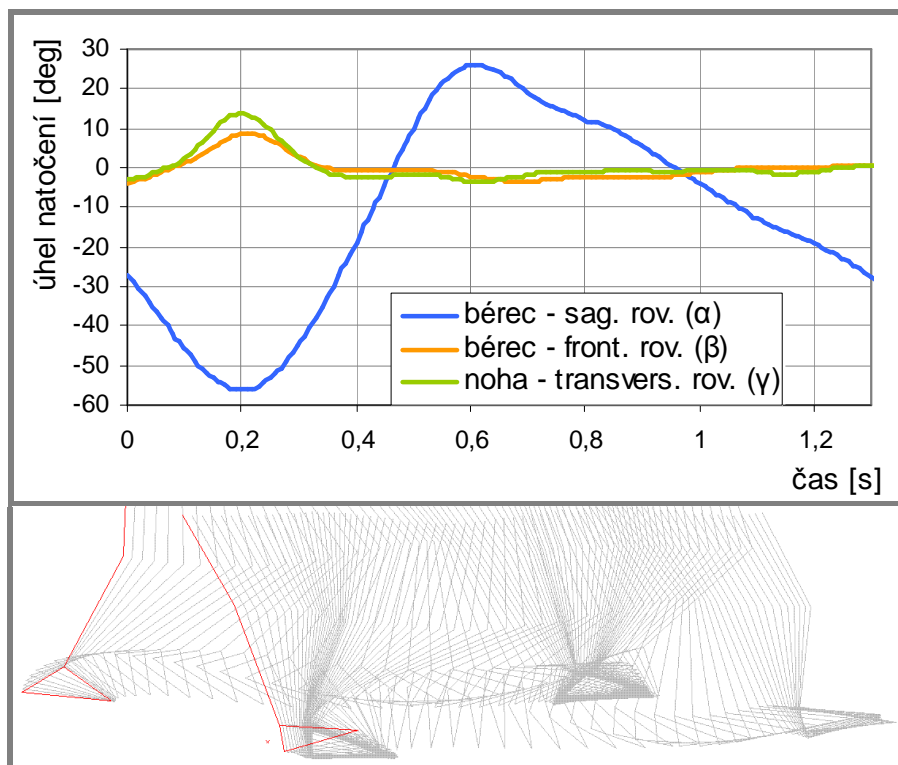 úhel natočení [deg]
30
20
10
0
-10
-20
-30
-40
-50
-60
bérec - sag. rov. (α)
bérec - front. rov. (β)
noha - transvers. rov. (γ)
0 0,2 0,4 0,6 0,8 1 1,2
čas [s]